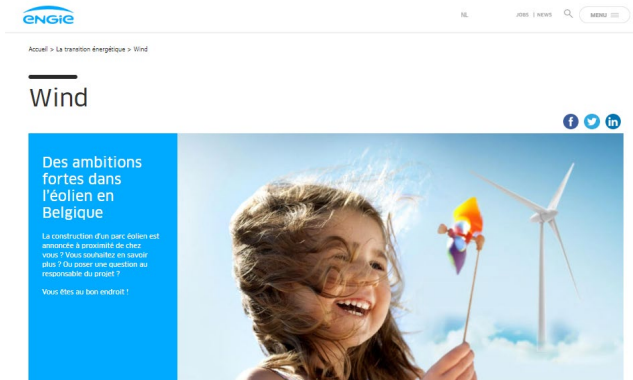 ENGIE
NL
JOBS | NEWS
MENU
Accueil > La transition énergétique > Wind
Wind
Des ambitions
fortes dans
l'éolien en
Belgique
La construction d'un parc éolien est
annoncée à proximité de chez
vous ? Vous souhaitez en savoir
plus ? Ou poser une question au
responsable du projet ?
Vous êtes au bon endroit !